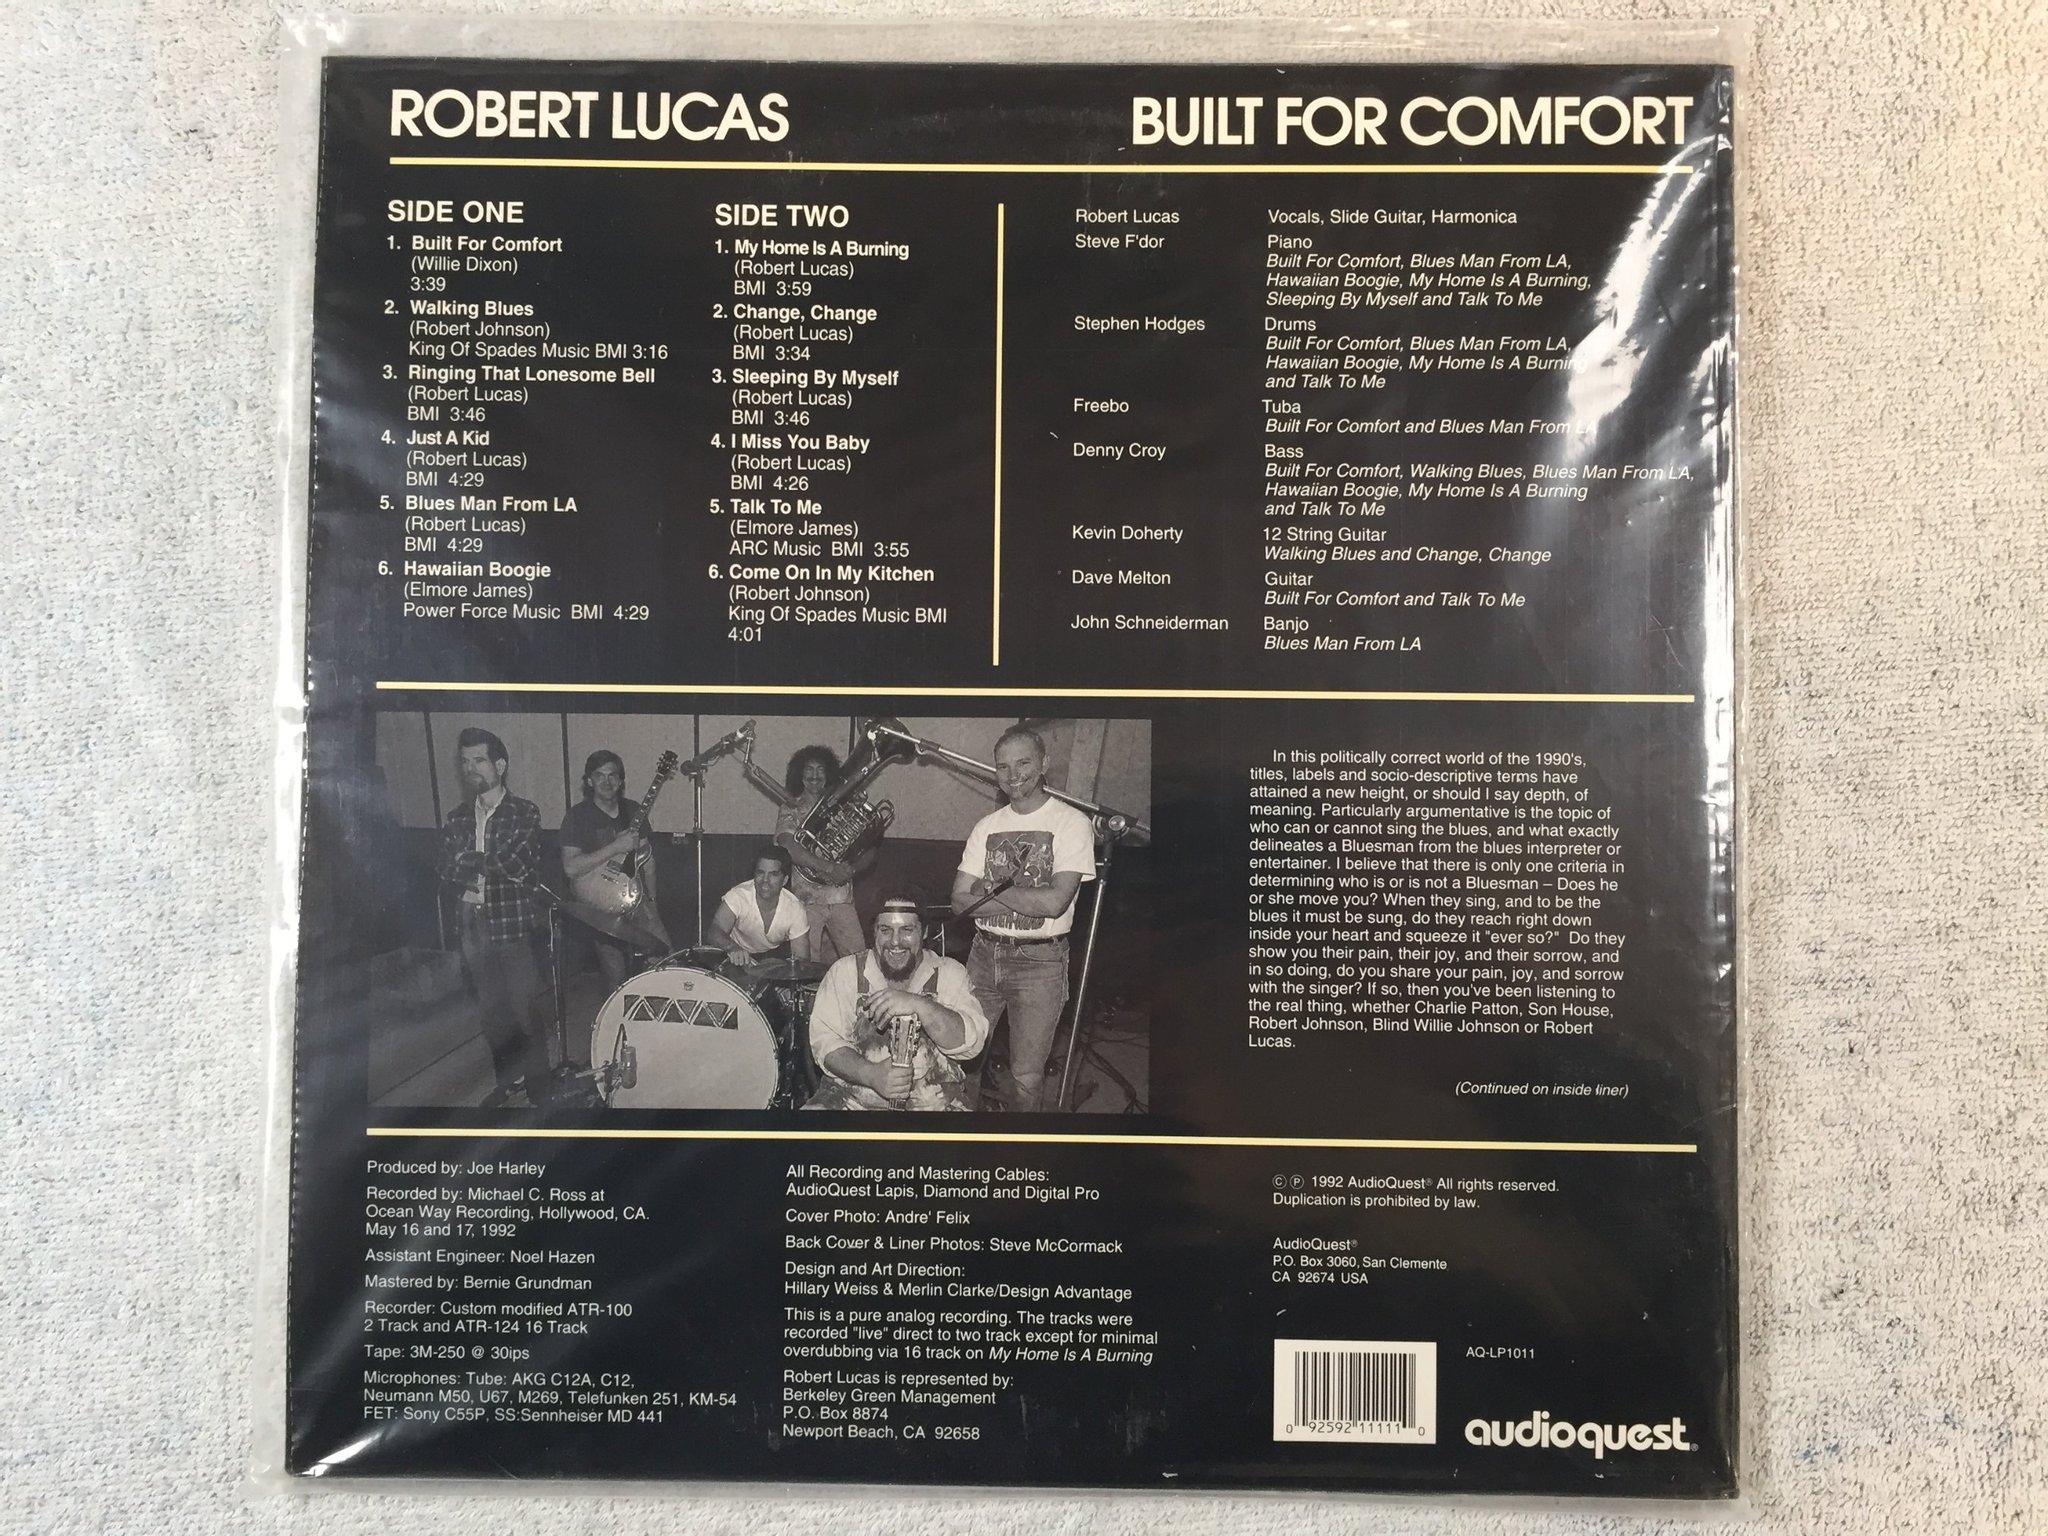 ROBERT LUCAS
BUILT FOR COMFORT
SIDE ONE
1. Built For Comfort
(Willie Dixon)
3:39
2. Walking Blues
(Robert Johnson)
King Of Spades Music BMI 3:16
3. Ringing That Lonesome Bell
(Robert Lucas)
BMI 3:46
4. Just A Kid
(Robert Lucas)
BMI 4:29
5. Blues Man From LA
(Robert Lucas)
BMI 4:29
6. Hawaiian Boogie
(Elmore James)
Power Force Music BMI 4:29
SIDE TWO
1. My Home Is A Burning
(Robert Lucas)
BMI 3:59
2. Change, Change
(Robert Lucas)
BMI 3:34
3. Sleeping By Myself
(Robert Lucas)
BMI 3:46
4. I Miss You Baby
(Robert Lucas)
BMI 4:26
5. Talk To Me
(Elmore James)
ARC Music BMI 3:55
6. Come On In My Kitchen
(Robert Johnson)
King Of Spades Music BMI
4:01
Robert Lucas Vocals, Slide Guitar, Harmonica
Steve F'dor Piano
Built For Comfort, Blues Man From LA,
Hawaiian Boogie, My Home Is A Burning,
Sleeping By Myself and Talk To Me
Stephen Hodges Drums
Built For Comfort, Blues Man From LA,
Hawaiian Boogie, My Home Is A Burning
and Talk To Me
Freebo Tuba
Built For Comfort and Blues Man From LA
Denny Croy Bass
Built For Comfort, Walking Blues, Blues Man From LA,
Hawaiian Boogie, My Home Is A Burning
and Talk To Me
Kevin Doherty 12 String Guitar
Walking Blues and Change, Change
Dave Melton Guitar
Built For Comfort and Talk To Me
John Schneiderman Banjo
Blues Man From LA
In this politically correct world of the 1990's,
titles, labels and socio-descriptive terms have
attained a new height, or should I say depth, of
meaning. Particularly argumentative is the topic of
who can or cannot sing the blues, and what exactly
delineates a Bluesman from the blues interpreter or
entertainer. I believe that there is only one criteria in
determining who is or is not a Bluesman – Does he
or she move you? When they sing, and to be the
blues it must be sung, do they reach right down
inside your heart and squeeze it "ever so?" Do they
show you their pain, their joy, and their sorrow, and
in so doing, do you share your pain, joy, and sorrow
with the singer? If so, then you've been listening to
the real thing, whether Charlie Patton, Son House,
Robert Johnson, Blind Willie Johnson or Robert
Lucas.
(Continued on inside liner)
Produced by: Joe Harley
Recorded by: Michael C. Ross at
Ocean Way Recording, Hollywood, CA.
May 16 and 17, 1992
Assistant Engineer: Noel Hazen
Mastered by: Bernie Grundman
Recorder: Custom modified ATR-100
2 Track and ATR-124 16 Track
Tape: 3M-250 @ 30ips
Microphones: Tube: AKG C12A, C12,
Neumann M50, U67, M269, Telefunken 251, KM-54
FET: Sony C55P, SS:Sennheiser MD 441
All Recording and Mastering Cables:
AudioQuest Lapis, Diamond and Digital Pro
Cover Photo: Andre' Felix
Back Cover & Liner Photos: Steve McCormack
Design and Art Direction:
Hillary Weiss & Merlin Clarke/Design Advantage
This is a pure analog recording. The tracks were
recorded "live" direct to two track except for minimal
overdubbing via 16 track on My Home Is A Burning
Robert Lucas is represented by:
Berkeley Green Management
P.O. Box 8874
Newport Beach, CA 92658
© ℗ 1992 AudioQuest® All rights reserved.
Duplication is prohibited by law.
AudioQuest®
P.O. Box 3060, San Clemente
CA 92674 USA
AQ-LP1011
0 92592 11111 0
audioquest®